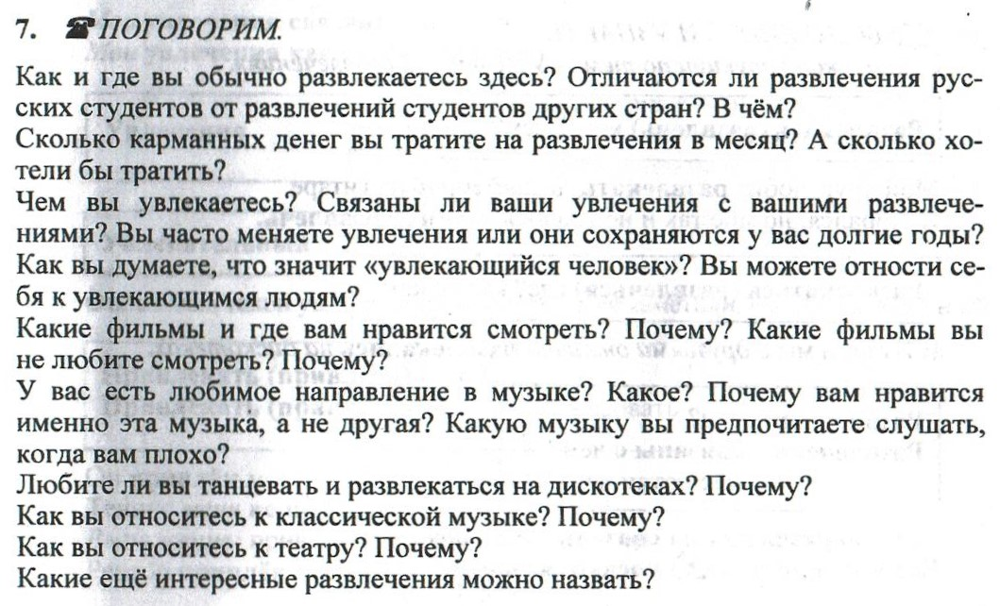 7. ☎ПОГОВОРИМ.
Как и где вы обычно развлекаетесь здесь? Отличаются ли развлечения рус-
ских студентов от развлечений студентов других стран? В чём?
Сколько карманных денег вы тратите на развлечения в месяц? А сколько хо-
тели бы тратить?
Чем вы увлекаетесь? Связаны ли ваши увлечения с вашими развлече-
ниями? Вы часто меняете увлечения или они сохраняются у вас долгие годы?
Как вы думаете, что значит «увлекающийся человек»? Вы можете отности се-
бя к увлекающимся людям?
Какие фильмы и где вам нравится смотреть? Почему? Какие фильмы вы
не любите смотреть? Почему?
У вас есть любимое направление в музыке? Какое? Почему вам нравится
именно эта музыка, а не другая? Какую музыку вы предпочитаете слушать,
когда вам плохо?
Любите ли вы танцевать и развлекаться на дискотеках? Почему?
Как вы относитесь к классической музыке? Почему?
Как вы относитесь к театру? Почему?
Какие ещё интересные развлечения можно назвать?